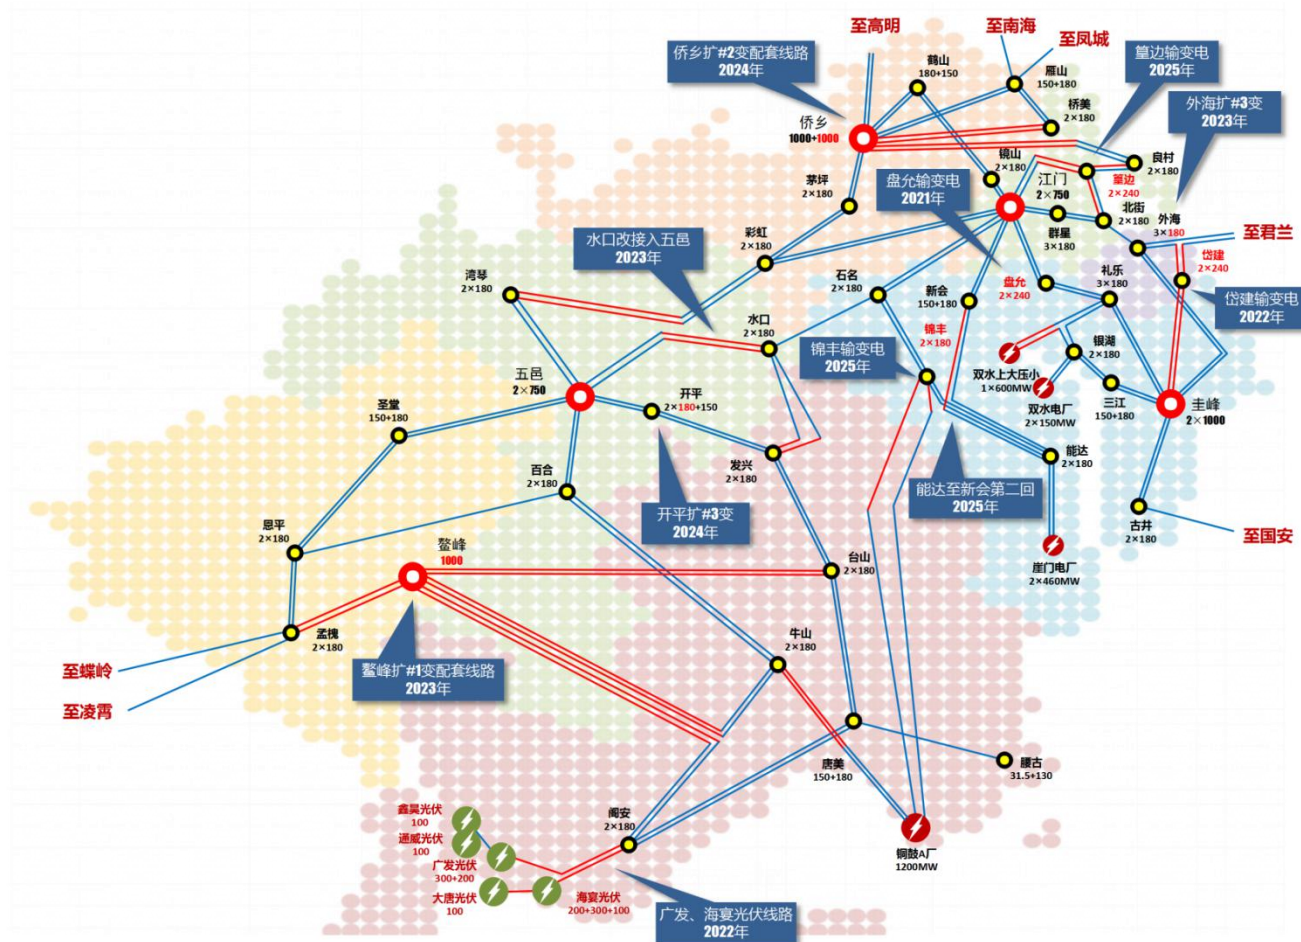 至高明
至南海
至凤城
侨乡扩#2变配套线路
2024年
鹤山
180+150
雁山
150+180
篁边输变电
2025年
桥美
2×180
外海扩#3变
2023年
侨乡
1000+1000
镜山
2×180
良村
2×180
篁边
2×240
盘允输变电
2021年
江门
2×750
茅坪
2×180
北街
2×180
外海
3×180
群星
3×180
至君兰
水口改接入五邑
2023年
彩虹
2×180
岱建
2×240
湾琴
2×180
石名
2×180
新会
150+180
盘允
2×240
礼乐
3×180
岱建输变电
2022年
水口
2×180
锦丰
2×180
锦丰输变电
2025年
双水上大压小
1×600MW
银湖
2×180
双水电厂
2×150MW
三江
150+180
圭峰
2×1000
五邑
2×750
开平
2×180+150
圣堂
150+180
百合
2×180
发兴
2×180
能达
2×180
能达至新会第二回
2025年
开平扩#3变
2024年
古井
2×180
至国安
恩平
2×180
鳌峰
1000
台山
2×180
崖门电厂
2×460MW
孟槐
2×180
牛山
2×180
至蝶岭
至凌霄
鳌峰扩#1变配套线路
2023年
唐美
150+180
腰古
31.5+130
铜鼓A厂
1200MW
阁安
2×180
鑫昊光伏
100
通威光伏
100
广发光伏
300+200
大唐光伏
100
海宴光伏
200+300+100
广发、海宴光伏线路
2022年